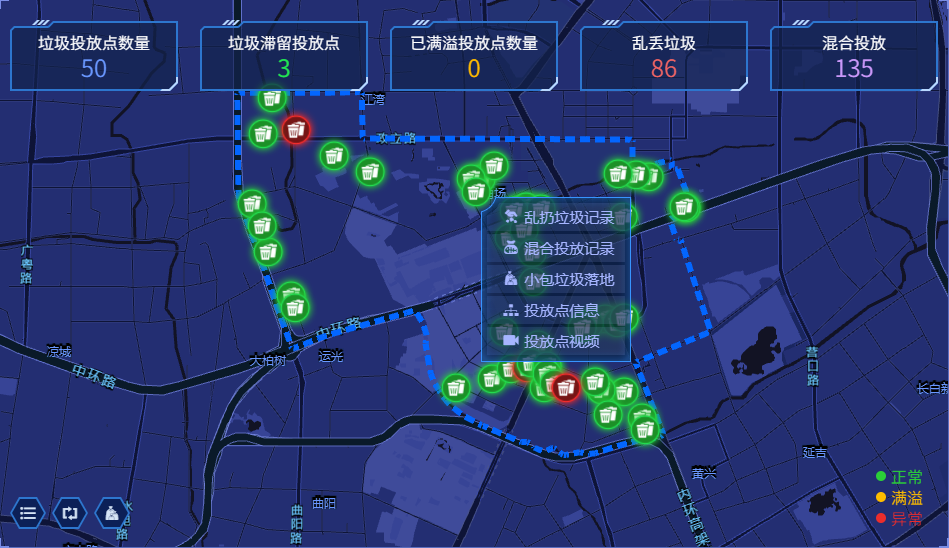 垃圾投放点数量
50
垃圾滞留投放点
3
已满溢投放点数量
0
乱丢垃圾
86
混合投放
135
江湾
政立路
场
乱扔垃圾记录
混合投放记录
小包垃圾落地
投放点信息
投放点视频
广粤路
中环路
凉城
大柏树
运光
中环路
营口路
长白新
延吉
黄兴
曲阳
曲阳路
内环高架
正常
满溢
异常